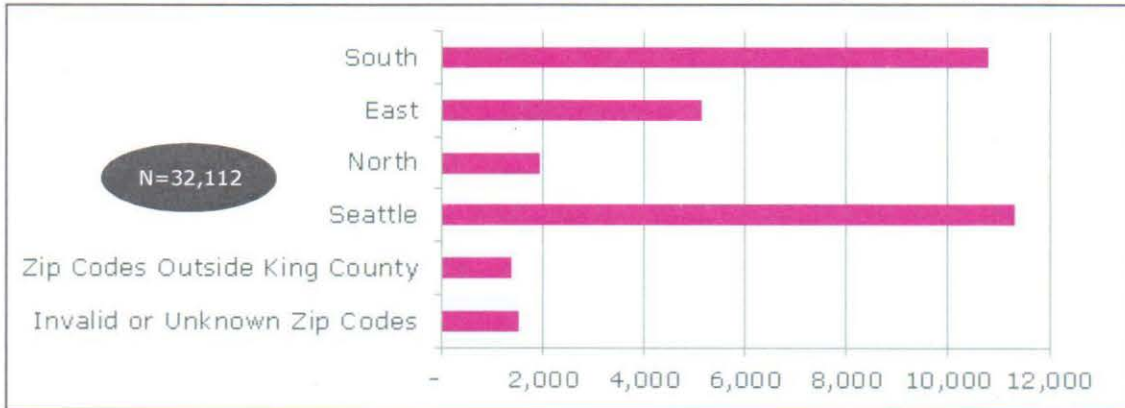 South
East
North
N=32,112
Seattle
Zip Codes Outside King County
Invalid or Unknown Zip Codes
- 2,000 4,000 6,000 8,000 10,000 12,000